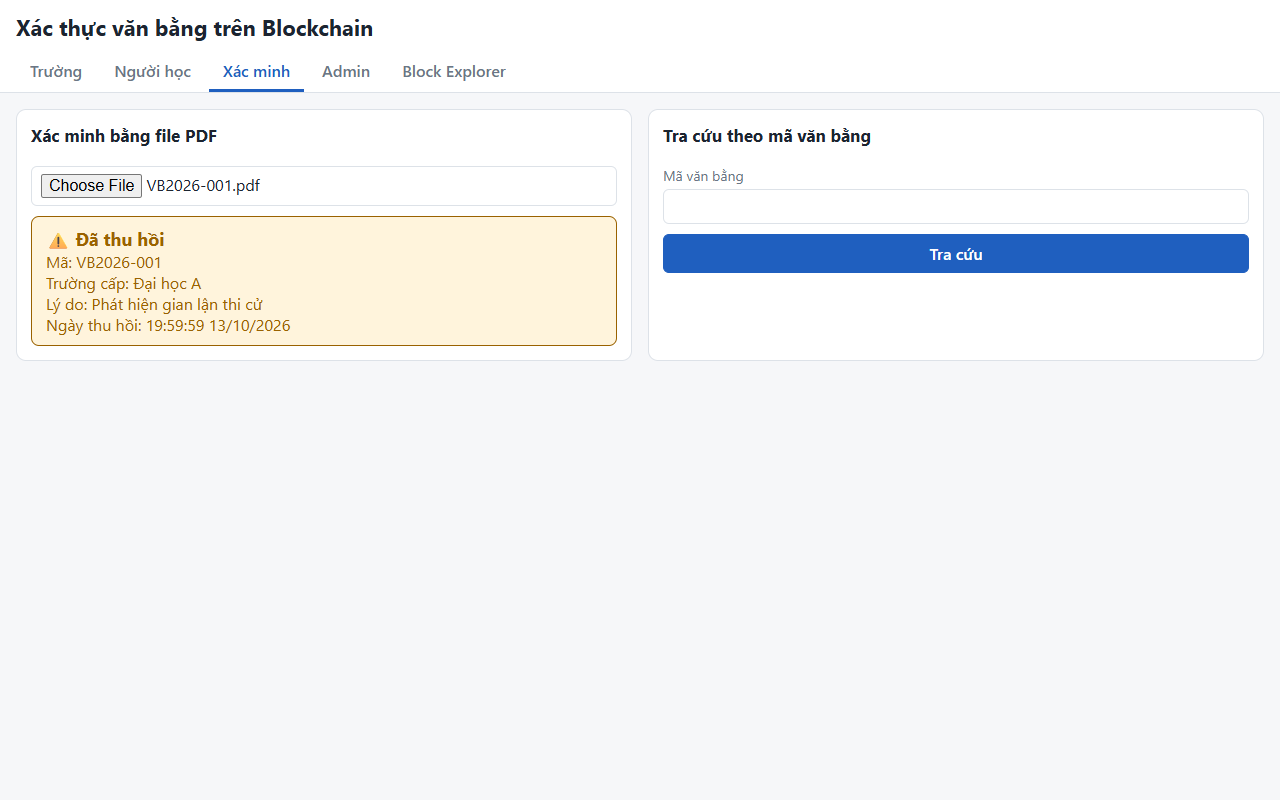 Xác thực văn bằng trên Blockchain
Trường Người học Xác minh Admin Block Explorer
Xác minh bằng file PDF
Choose File VB2026-001.pdf
⚠️ Đã thu hồi
Mã: VB2026-001
Trường cấp: Đại học A
Lý do: Phát hiện gian lận thi cử
Ngày thu hồi: 19:59:59 13/10/2026
Tra cứu theo mã văn bằng
Mã văn bằng
Tra cứu